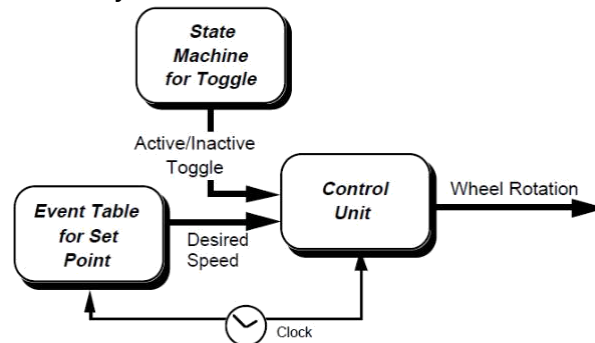 State
Machine
for Toggle
Active/Inactive
Toggle
Control
Unit
Wheel Rotation
Event Table
for Set
Point
Desired
Speed
Clock